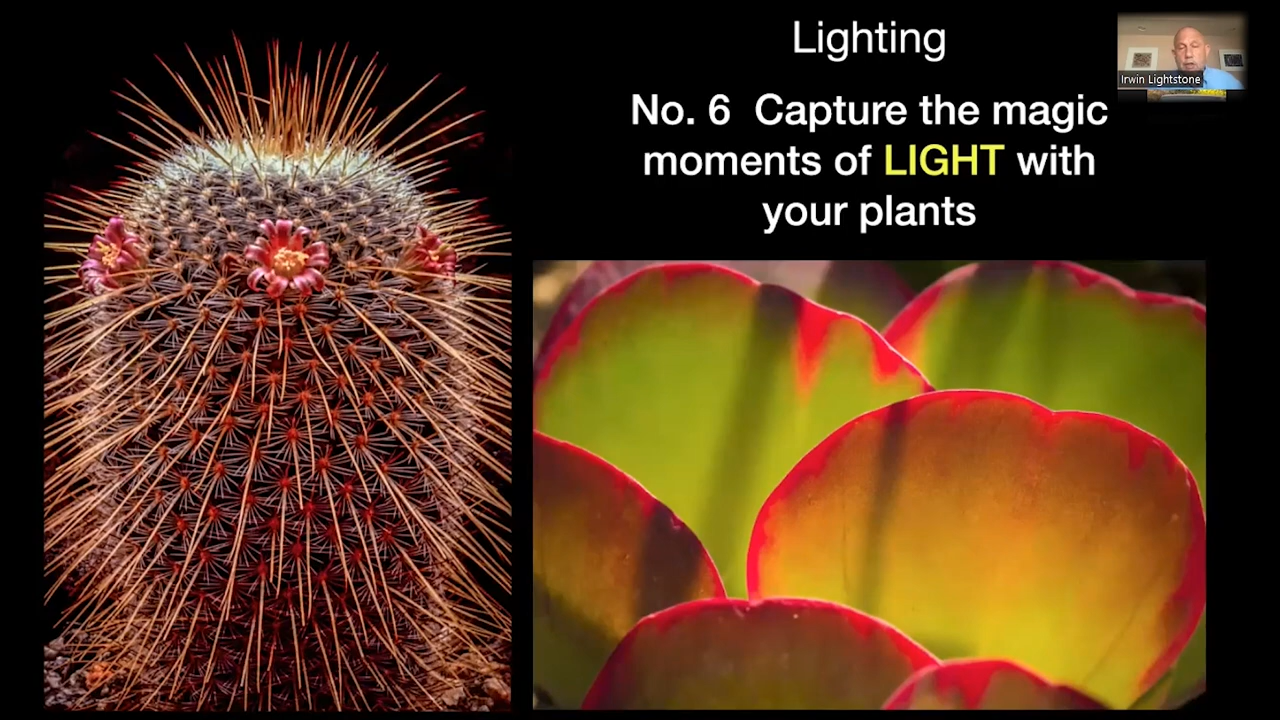 Lighting
No. 6 Capture the magic
moments of LIGHT with
your plants
Irwin Lightstone